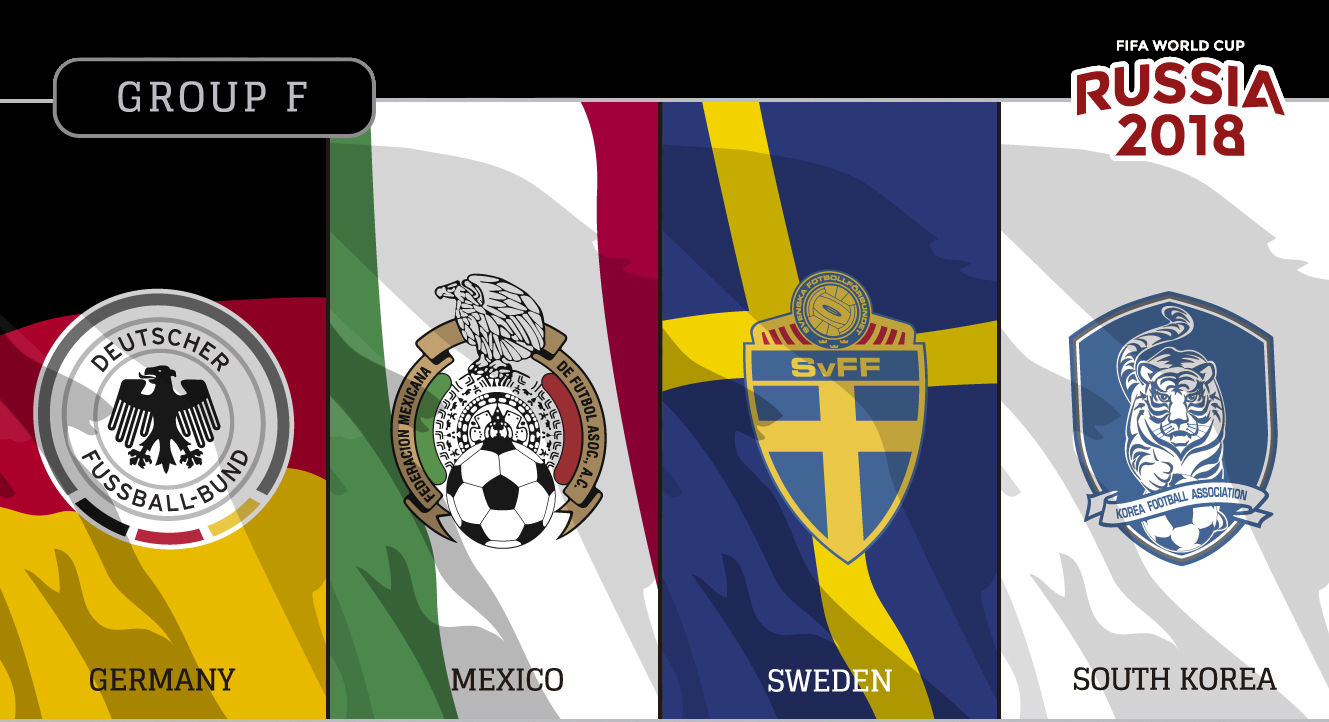 FIFA WORLD CUP
RUSSIA
2018
GROUP F
DEUTSCHER
FUSSBALL-BUND
FEDERACION MEXICANA
DE FUTBOL ASOC., A.C.
SVENSKA FOTBOLLFÖRBUNDET
SvFF
KOREA FOOTBALL ASSOCIATION
GERMANY
MEXICO
SWEDEN
SOUTH KOREA